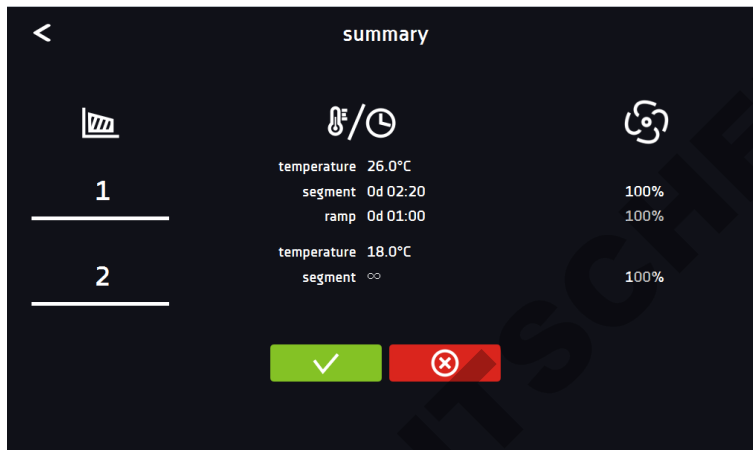 summary
temperature 26.0°C
1 segment 0d 02:20 100%
ramp 0d 01:00 100%
temperature 18.0°C
2 segment ∞ 100%